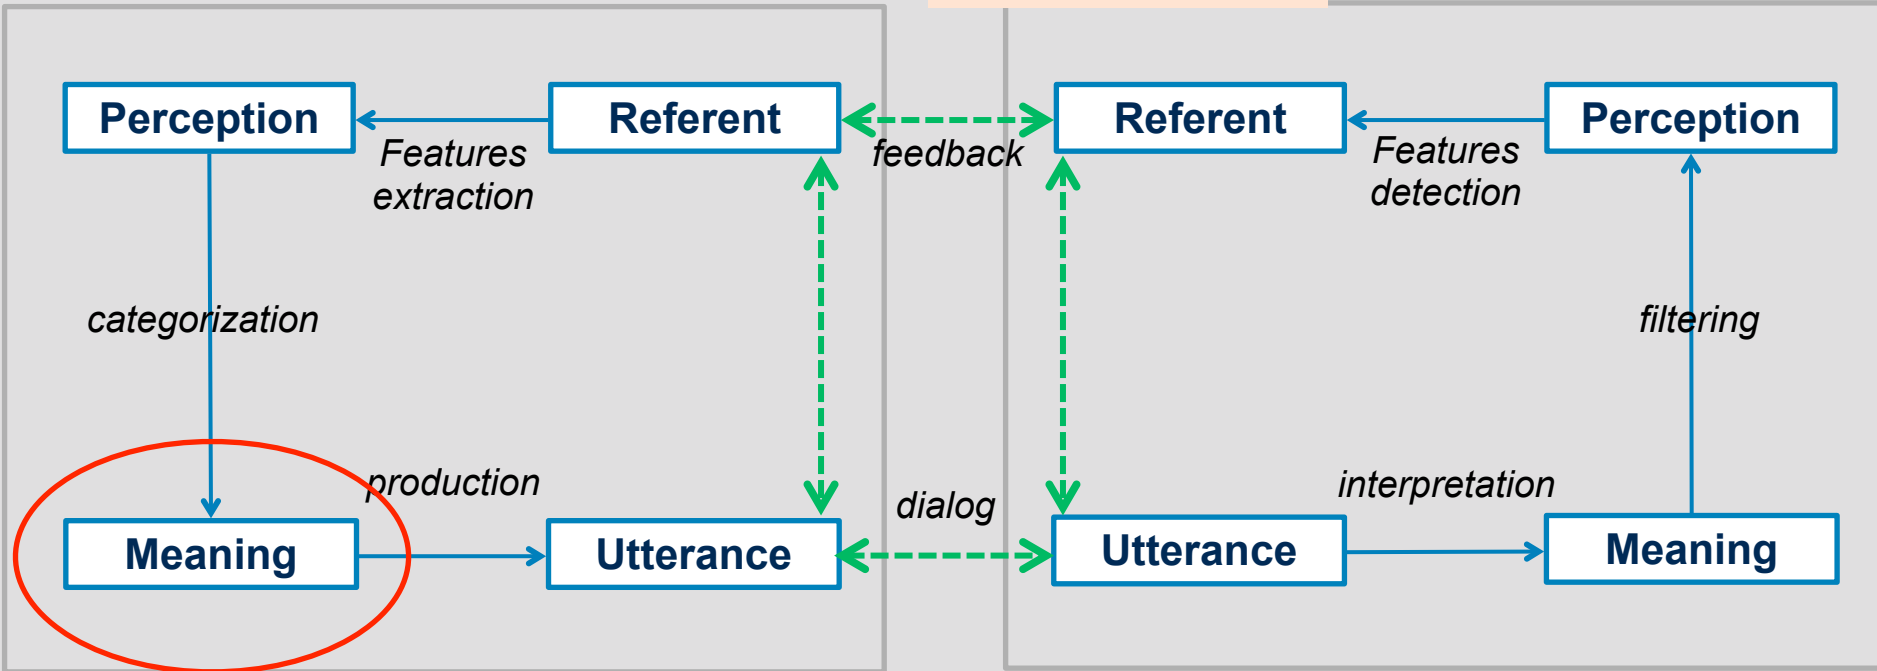 Perception
Referent
Referent
Perception
Features
extraction
feedback
Features
detection
categorization
filtering
production
dialog
interpretation
Meaning
Utterance
Utterance
Meaning